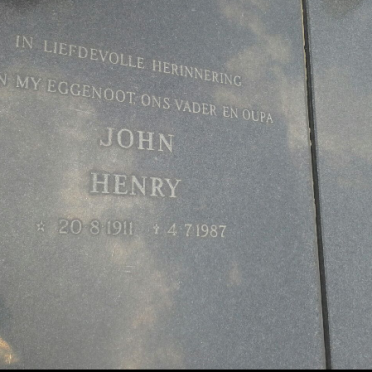 IN LIEFDEVOLLE HERINNERING
N MY EGGENOOT, ONS VADER EN OUPA
JOHN
HENRY
☆ 20 8 1911 ✝ 4 7 1987